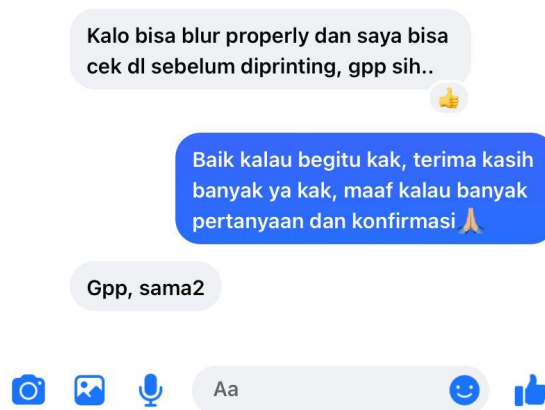 Kalo bisa blur properly dan saya bisa
cek dl sebelum diprinting, gpp sih..
Baik kalau begitu kak, terima kasih
banyak ya kak, maaf kalau banyak
pertanyaan dan konfirmasi🙏🏼
Gpp, sama2
Aa